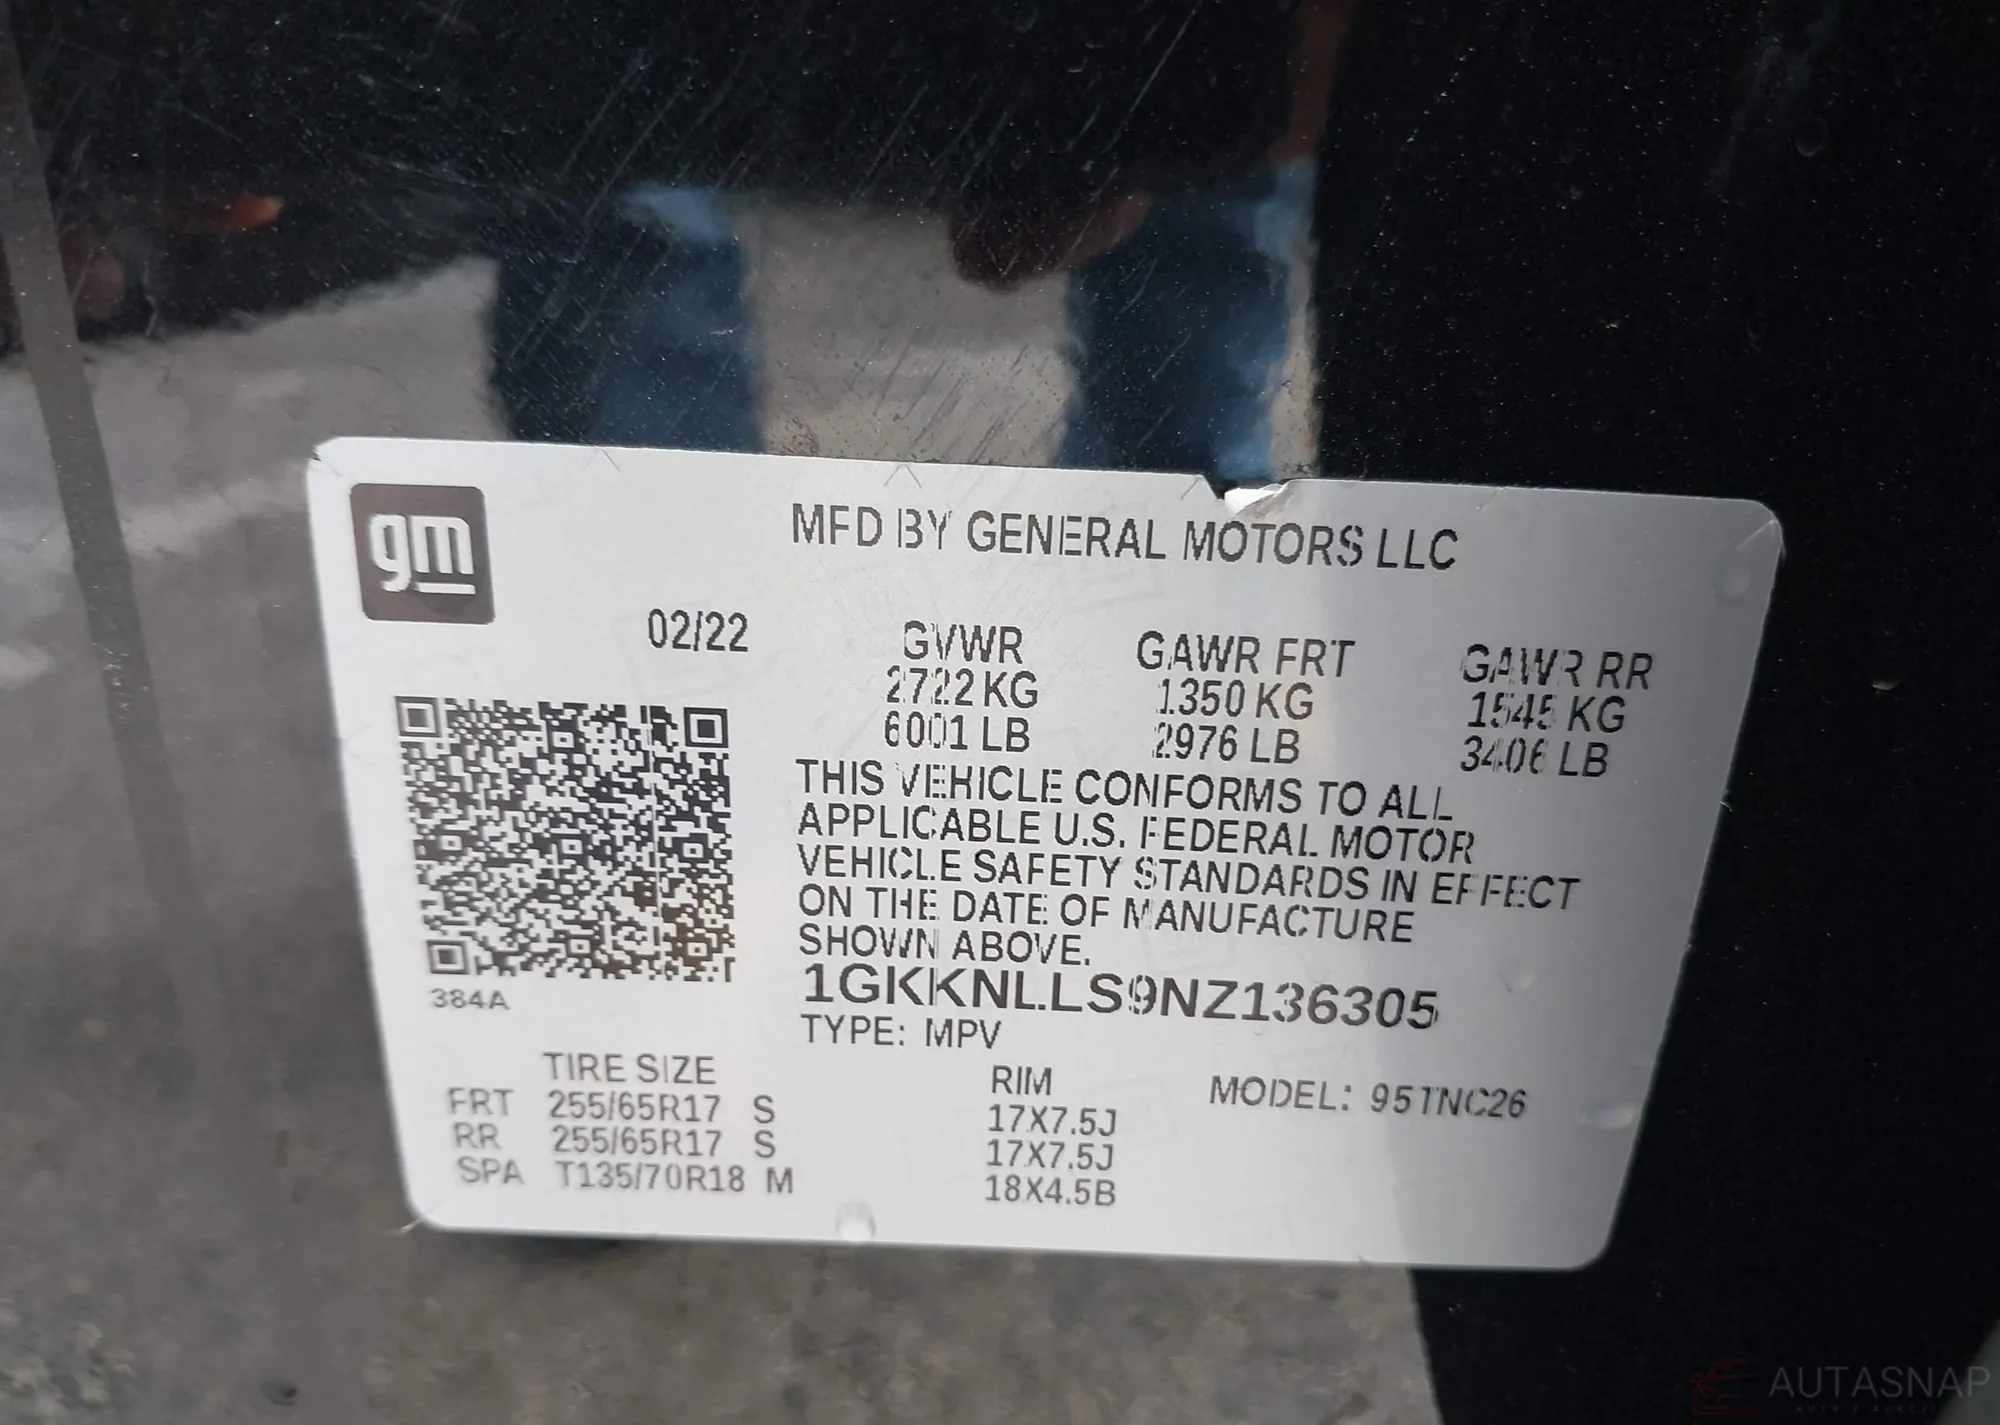 gm
MFD BY GENERAL MOTORS LLC
02/22
GVWR GAWR FRT GAWR RR
2722 KG 1350 KG 1545 KG
6001 LB 2976 LB 3406 LB
THIS VEHICLE CONFORMS TO ALL
APPLICABLE U.S. FEDERAL MOTOR
VEHICLE SAFETY STANDARDS IN EFFECT
ON THE DATE OF MANUFACTURE
SHOWN ABOVE.
1GKKNLLS9NZ136305
384A
TYPE: MPV
TIRE SIZE RIM MODEL: 95TNC26
FRT 255/65R17 S 17X7.5J
RR 255/65R17 S 17X7.5J
SPA T135/70R18 M 18X4.5B
AUTASNAP